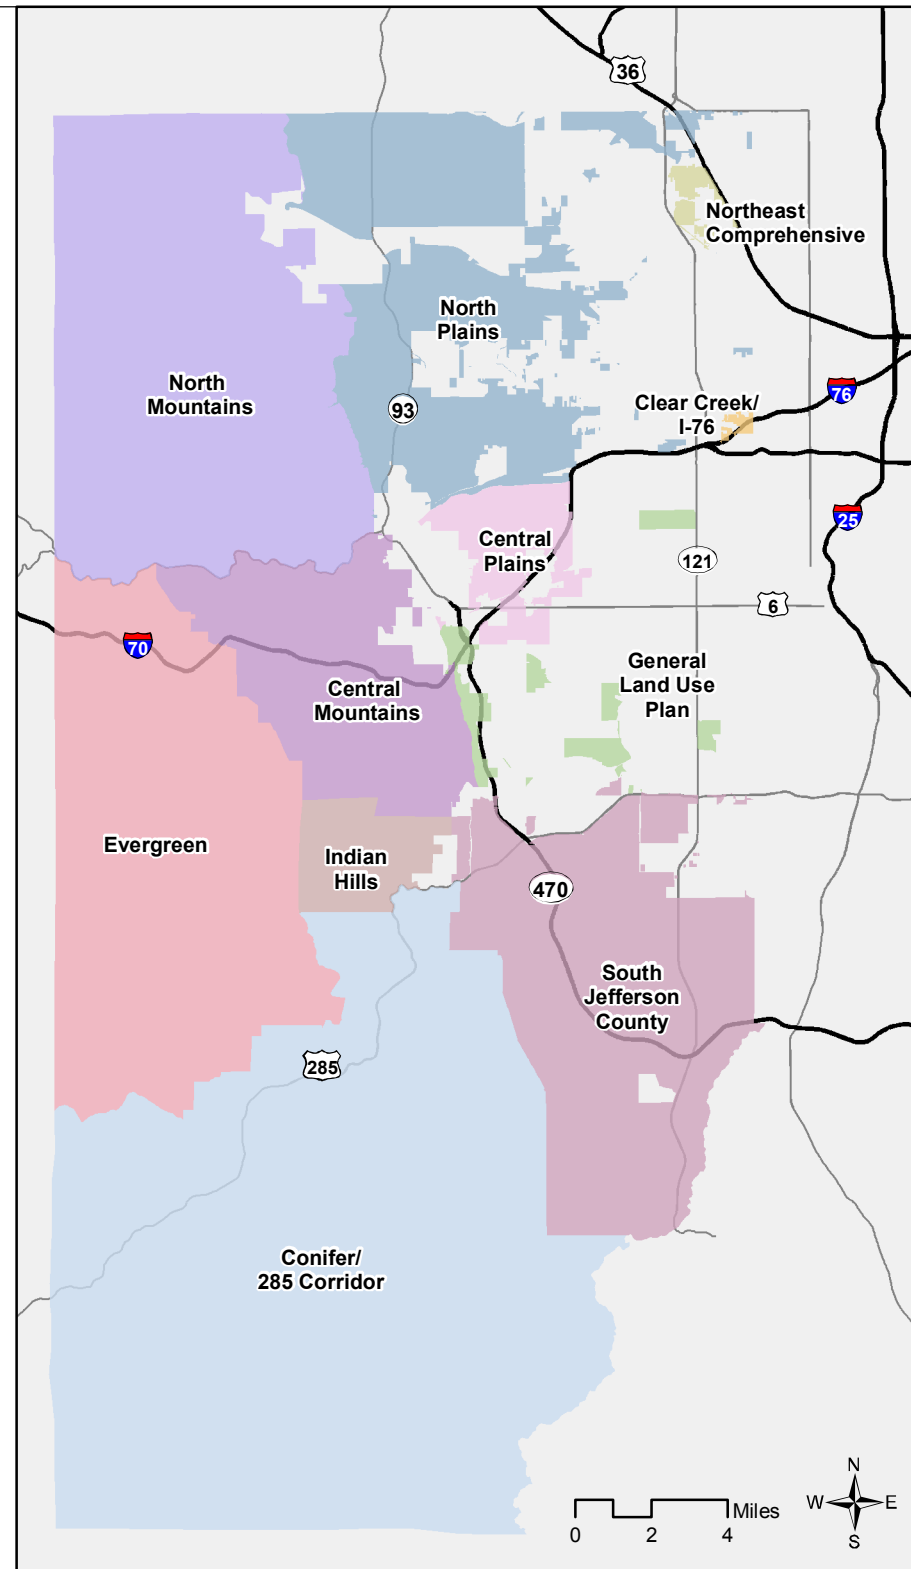 36
Northeast
Comprehensive
North
Plains
North
Mountains
76
Clear Creek/
I-76
93
25
Central
Plains
121
6
70
General
Land Use
Plan
Central
Mountains
Evergreen
Indian
Hills
470
South
Jefferson
County
285
Conifer/
285 Corridor
N
W E
S
Miles
0 2 4